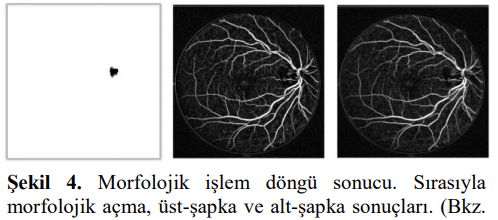 Şekil 4. Morfolojik işlem döngü sonucu. Sırasıyla
morfolojik açma, üst-şapka ve alt-şapka sonuçları. (Bkz.